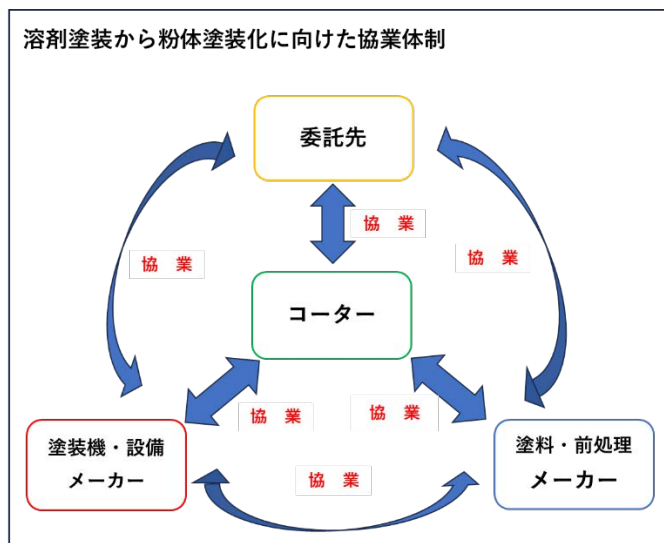 溶剤塗装から粉体塗装化に向けた協業体制
委託先
協　業
協　業
協　業
コーター
協　業
協　業
塗装機・設備
メーカー
協　業
塗料・前処理
メーカー